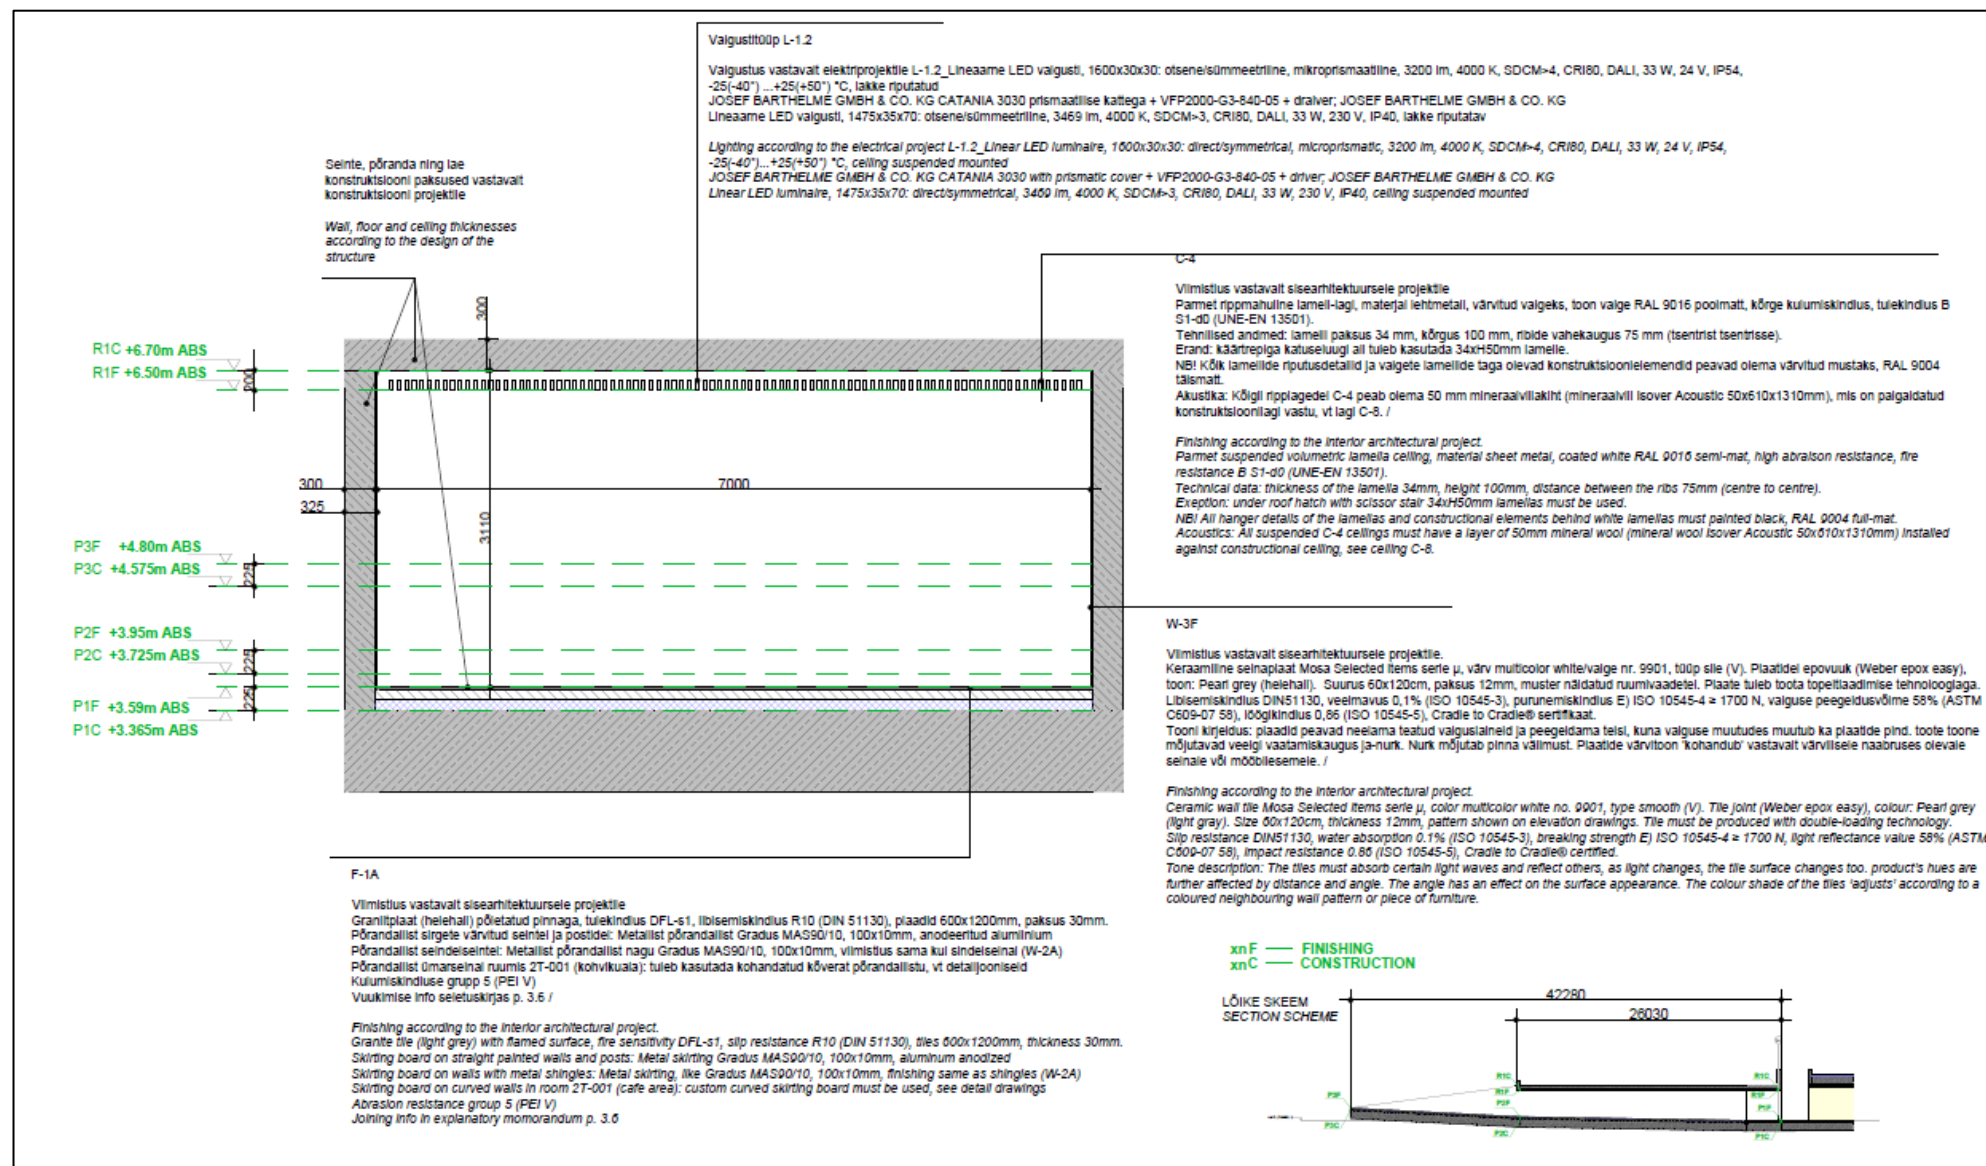 Valgustitüüp L-1.2
Valgustus vastavalt elektriprojektile L-1.2_Lineaarne LED valgusti, 1600x30x30: otsene/sümmeetriline, mikroprismaatiline, 3200 lm, 4000 K, SDCM>4, CRI80, DALI, 33 W, 24 V, IP54,
-25(-40°) ...+25(+50°) °C, lakke riputatud
JOSEF BARTHELME GMBH & CO. KG CATANIA 3030 prismaatilise kattega + VFP2000-G3-840-05 + draiver; JOSEF BARTHELME GMBH & CO. KG
Lineaarne LED valgusti, 1475x35x70: otsene/sümmeetriline, 3469 lm, 4000 K, SDCM>3, CRI80, DALI, 33 W, 230 V, IP40, lakke riputatav
Lighting according to the electrical project L-1.2_Linear LED luminaire, 1600x30x30: direct/symmetrical, microprismatic, 3200 lm, 4000 K, SDCM>4, CRI80, DALI, 33 W, 24 V, IP54,
-25(-40°)...+25(+50°) °C, ceiling suspended mounted
JOSEF BARTHELME GMBH & CO. KG CATANIA 3030 with prismatic cover + VFP2000-G3-840-05 + driver; JOSEF BARTHELME GMBH & CO. KG
Linear LED luminaire, 1475x35x70: direct/symmetrical, 3469 lm, 4000 K, SDCM>3, CRI80, DALI, 33 W, 230 V, IP40, ceiling suspended mounted
Seinte, põranda ning lae
konstruktsiooni paksused vastavalt
konstruktsiooni projektile
Wall, floor and ceiling thicknesses
according to the design of the
structure
C-4
Viimistlus vastavalt sisearhitektuursele projektile
Parmet rippmahuline lamell-lagi, materjal lehtmetall, värvitud valgeks, toon valge RAL 9016 poolmatt, kõrge kulumiskindlus, tulekindlus B
S1-d0 (UNE-EN 13501).
Tehnilised andmed: lamelli paksus 34 mm, kõrgus 100 mm, ribide vahekaugus 75 mm (tsentrist tsentrisse).
Erand: käärtrepiga katuseluugi all tuleb kasutada 34xH50mm lamelle.
NB! Kõik lamellide riputusdetailid ja valgete lamellide taga olevad konstruktsioonielemendid peavad olema värvitud mustaks, RAL 9004
täismatt.
Akustika: Kõigil ripplagedel C-4 peab olema 50 mm mineraalvillakiht (mineraalvill Isover Acoustic 50x610x1310mm), mis on paigaldatud
konstruktsioonilagi vastu, vt lagi C-8. /
Finishing according to the interior architectural project.
Parmet suspended volumetric lamella ceiling, material sheet metal, coated white RAL 9016 semi-mat, high abraison resistance, fire
resistance B S1-d0 (UNE-EN 13501).
Technical data: thickness of the lamella 34mm, height 100mm, distance between the ribs 75mm (centre to centre).
Exeption: under roof hatch with scissor stair 34xH50mm lamellas must be used.
NB! All hanger details of the lamellas and constructional elements behind white lamellas must painted black, RAL 9004 full-mat.
Acoustics: All suspended C-4 ceilings must have a layer of 50mm mineral wool (mineral wool Isover Acoustic 50x610x1310mm) installed
against constructional ceiling, see ceiling C-8.
300
R1C +6.70m ABS
R1F +6.50m ABS
200
300
7000
325
3110
P3F +4.80m ABS
P3C +4.575m ABS
225
P2F +3.95m ABS
P2C +3.725m ABS
225
P1F +3.59m ABS
225
P1C +3.365m ABS
W-3F
Viimistlus vastavalt sisearhitektuursele projektile.
Keraamiline seinaplaat Mosa Selected Items serie µ, värv multicolor white/valge nr. 9901, tüüp sile (V). Plaatidel epovuuk (Weber epox easy),
toon: Pearl grey (helehall). Suurus 60x120cm, paksus 12mm, muster näidatud ruumivaadetel. Plaate tuleb toota topeltlaadimise tehnoloogiaga.
Libisemiskindlus DIN51130, veeimavus 0,1% (ISO 10545-3), purunemiskindlus E) ISO 10545-4 ≥ 1700 N, valguse peegeldusvõime 58% (ASTM
C609-07 58), löögikindlus 0,86 (ISO 10545-5), Cradle to Cradle® sertifikaat.
Tooni kirjeldus: plaadid peavad neelama teatud valguslaineid ja peegeldama teisi, kuna valguse muutudes muutub ka plaatide pind. toote toone
mõjutavad veelgi vaatamiskaugus ja-nurk. Nurk mõjutab pinna välimust. Plaatide värvitoon 'kohandub' vastavalt värvilisele naabruses olevale
seinale või mööbliesemele. /
Finishing according to the interior architectural project.
Ceramic wall tile Mosa Selected Items serie µ, color multicolor white no. 9901, type smooth (V). Tile joint (Weber epox easy), colour: Pearl grey
(light gray). Size 60x120cm, thickness 12mm, pattern shown on elevation drawings. Tile must be produced with double-loading technology.
Slip resistance DIN51130, water absorption 0.1% (ISO 10545-3), breaking strength E) ISO 10545-4 ≥ 1700 N, light reflectance value 58% (ASTM
C609-07 58), impact resistance 0.86 (ISO 10545-5), Cradle to Cradle® certified.
Tone description: The tiles must absorb certain light waves and reflect others, as light changes, the tile surface changes too. product's hues are
further affected by distance and angle. The angle has an effect on the surface appearance. The colour shade of the tiles 'adjusts' according to a
coloured neighbouring wall pattern or piece of furniture.
F-1A
Viimistlus vastavalt sisearhitektuursele projektile
Graniitplaat (helehall) põletatud pinnaga, tulekindlus DFL-s1, libisemiskindlus R10 (DIN 51130), plaadid 600x1200mm, paksus 30mm.
Põrandaliist sirgete värvitud seintel ja postidel: Metallist põrandaliist Gradus MAS90/10, 100x10mm, anodeeritud alumiinium
Põrandaliist seindelseintel: Metallist põrandaliist nagu Gradus MAS90/10, 100x10mm, viimistlus sama kui sindelseinal (W-2A)
Põrandaliist ümarseinal ruumis 2T-001 (kohvikuala): tuleb kasutada kohandatud kõverat põrandaliistu, vt detailjooniseid
Kulumiskindluse grupp 5 (PEI V)
Vuukimise info seletuskirjas p. 3.6 /
Finishing according to the interior architectural project.
Granite tile (light grey) with flamed surface, fire sensitivity DFL-s1, slip resistance R10 (DIN 51130), tiles 600x1200mm, thickness 30mm.
Skirting board on straight painted walls and posts: Metal skirting Gradus MAS90/10, 100x10mm, aluminum anodized
Skirting board on walls with metal shingles: Metal skirting, like Gradus MAS90/10, 100x10mm, finishing same as shingles (W-2A)
Skirting board on curved walls in room 2T-001 (cafe area): custom curved skirting board must be used, see detail drawings
Abrasion resistance group 5 (PEI V)
Joining info in explanatory momorandum p. 3.6
xnF FINISHING
xnC CONSTRUCTION
LÕIKE SKEEM
SECTION SCHEME
42280
26030
R1C
R1C
R1F
R1F
P3F
P2F
P1F
P3C
P2C
P1C